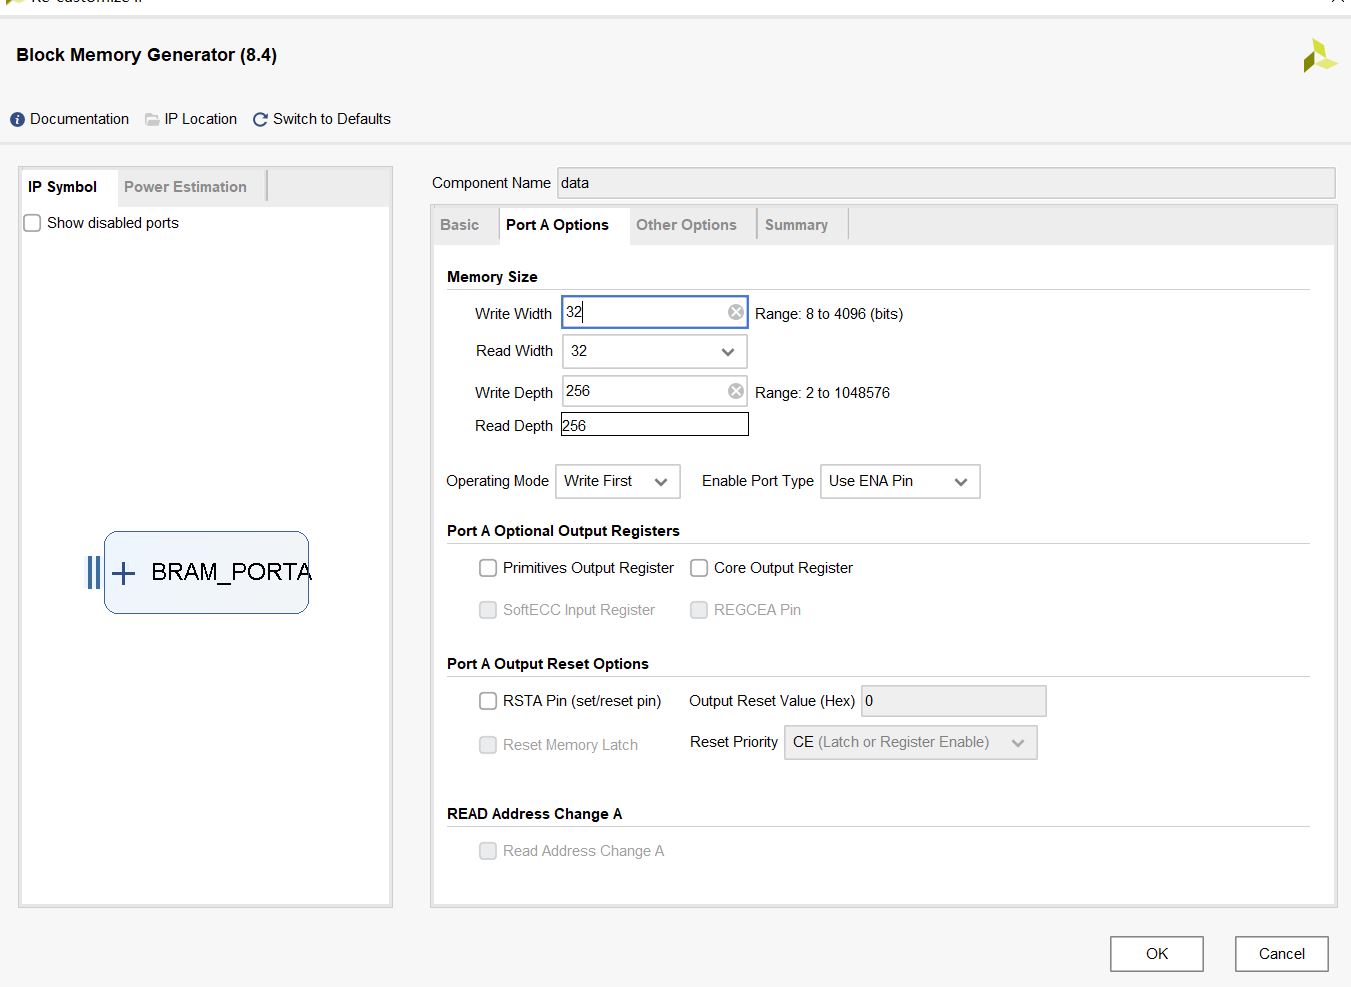 Re-customize IP
Block Memory Generator (8.4)
Documentation IP Location Switch to Defaults
IP Symbol Power Estimation
Show disabled ports
BRAM_PORTA
Component Name data
Basic Port A Options Other Options Summary
Memory Size
Write Width 32 Range: 8 to 4096 (bits)
Read Width 32
Write Depth 256 Range: 2 to 1048576
Read Depth 256
Operating Mode Write First Enable Port Type Use ENA Pin
Port A Optional Output Registers
Primitives Output Register Core Output Register
SoftECC Input Register REGCEA Pin
Port A Output Reset Options
RSTA Pin (set/reset pin) Output Reset Value (Hex) 0
Reset Memory Latch Reset Priority CE (Latch or Register Enable)
READ Address Change A
Read Address Change A
OK Cancel